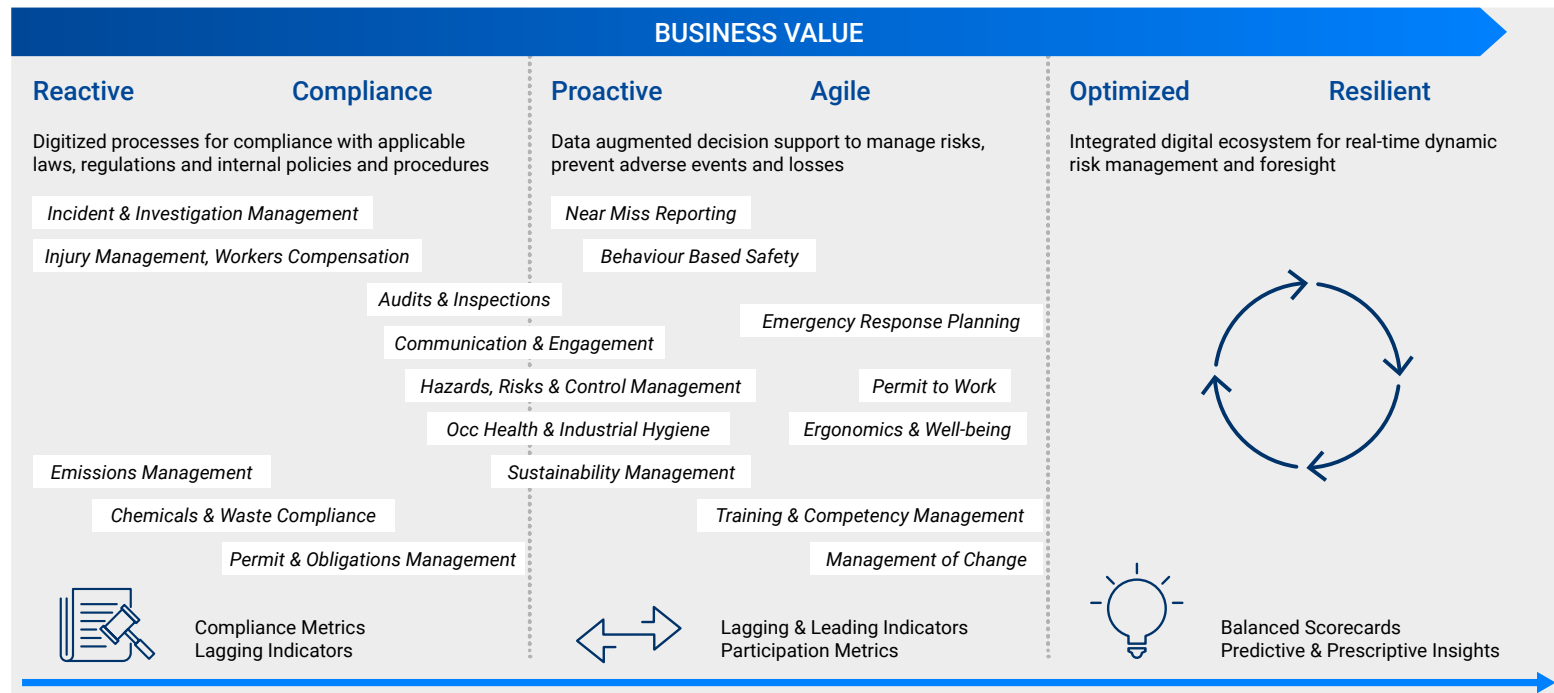 BUSINESS VALUE
Reactive
Compliance
Digitized processes for compliance with applicable
laws, regulations and internal policies and procedures
Incident & Investigation Management
Injury Management, Workers Compensation
Audits & Inspections
Communication & Engagement
Hazards, Risks & Control Management
Occ Health & Industrial Hygiene
Emissions Management
Sustainability Management
Chemicals & Waste Compliance
Permit & Obligations Management
Compliance Metrics
Lagging Indicators
Proactive
Agile
Data augmented decision support to manage risks,
prevent adverse events and losses
Near Miss Reporting
Behaviour Based Safety
Emergency Response Planning
Permit to Work
Ergonomics & Well-being
Training & Competency Management
Management of Change
Lagging & Leading Indicators
Participation Metrics
Optimized
Resilient
Integrated digital ecosystem for real-time dynamic
risk management and foresight
Balanced Scorecards
Predictive & Prescriptive Insights